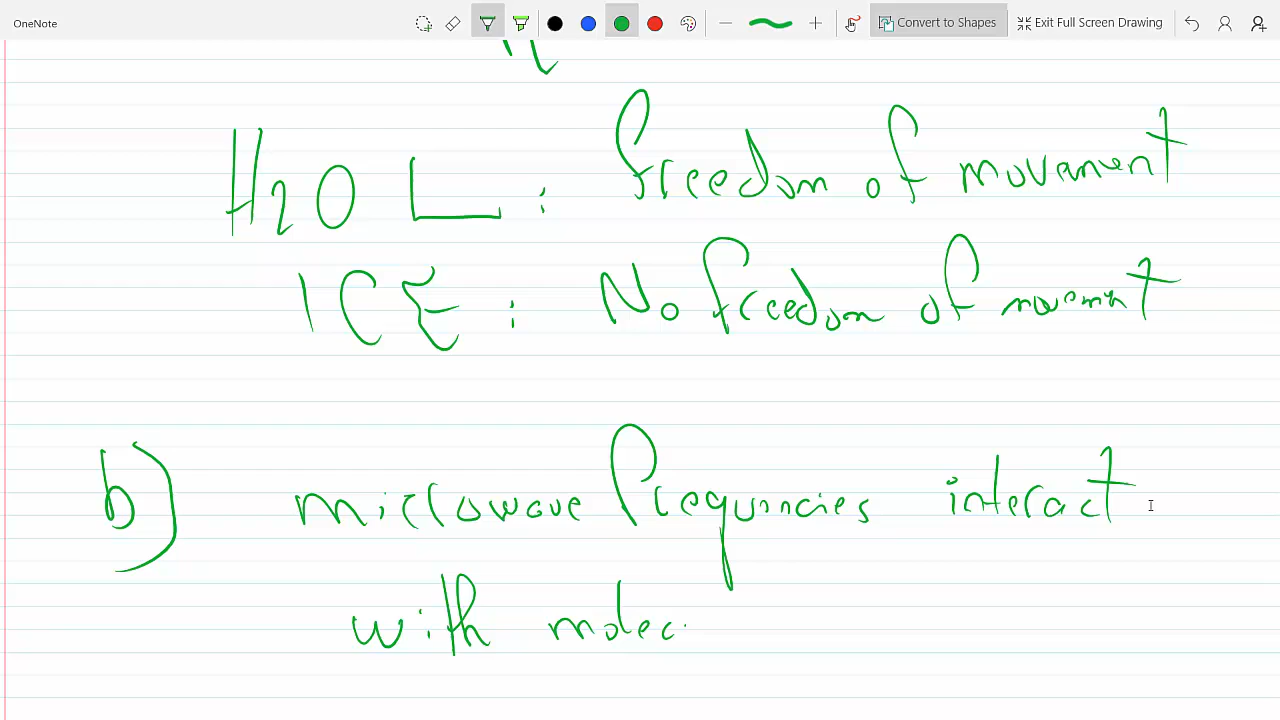 OneNote
Convert to Shapes
Exit Full Screen Drawing
H2O L : freedom of movement
ICE : No freedom of movement
b) microwave frequencies interact
with molec